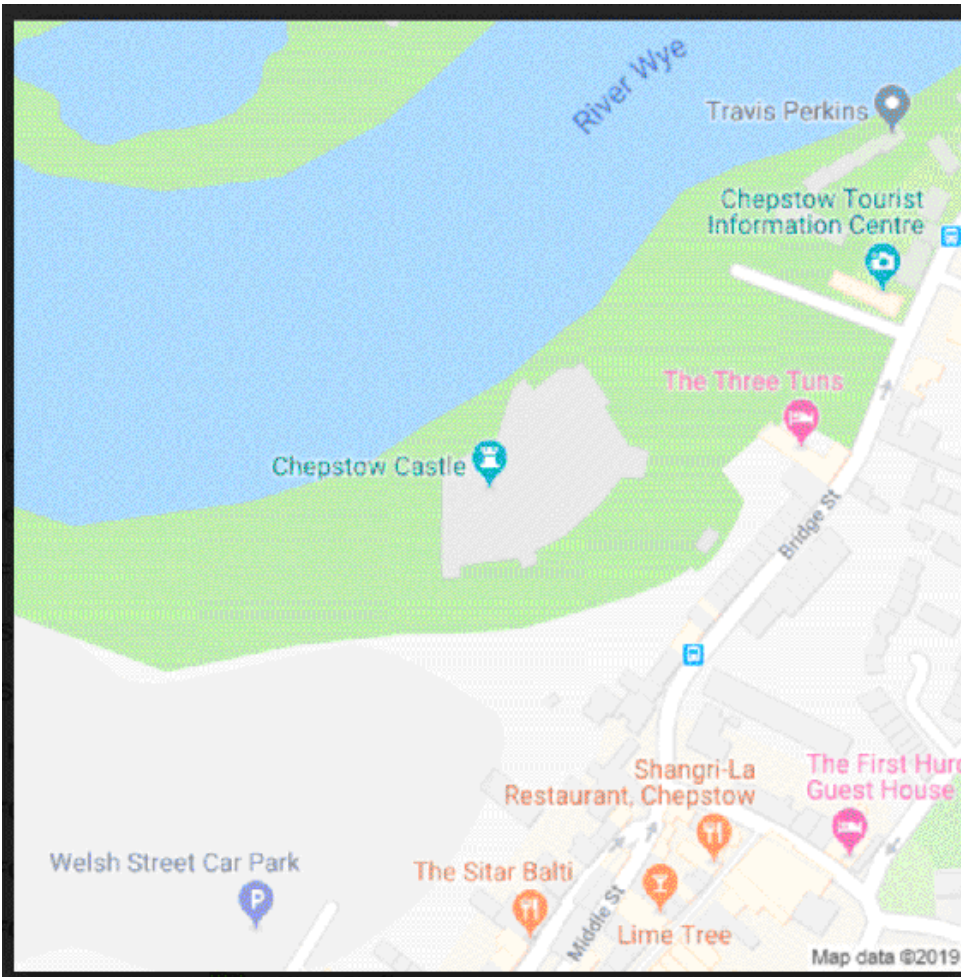 River Wye
Travis Perkins
Chepstow Tourist
Information Centre
The Three Tuns
Chepstow Castle
Bridge St
Shangri-La
Restaurant, Chepstow
The First Hurd
Guest House
Welsh Street Car Park
P
The Sitar Balti
Middle St
Lime Tree
Map data ©2019